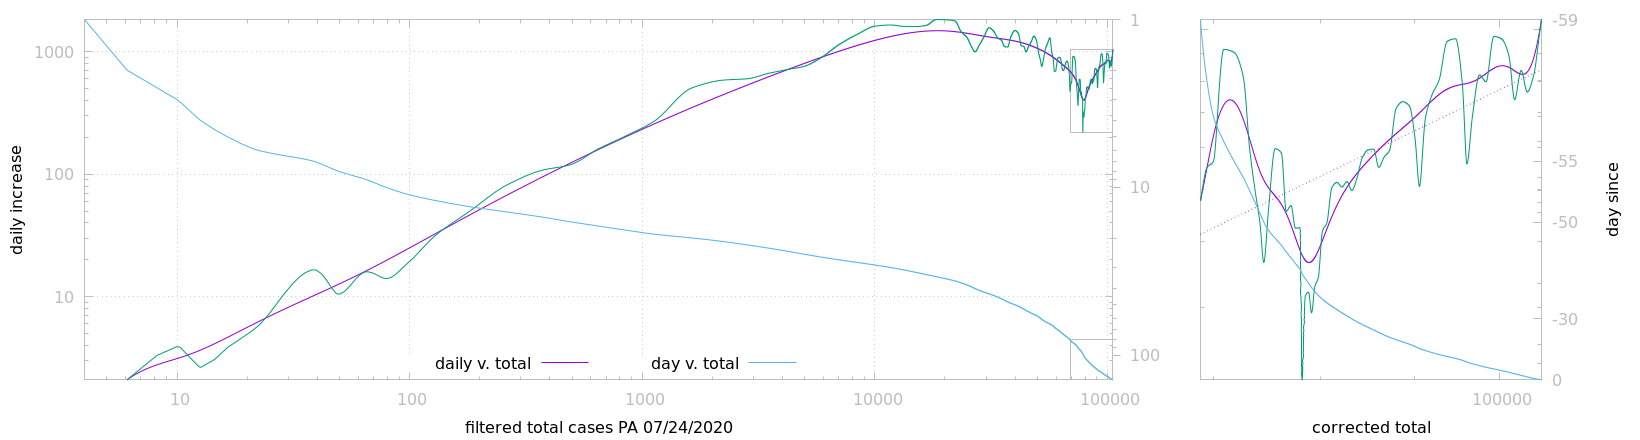 1000
100
10
daily increase
daily v. total
day v. total
10
100
1000
10000
100000
filtered total cases PA 07/24/2020
1
10
100
-59
-55
-50
-30
0
day since
100000
corrected total